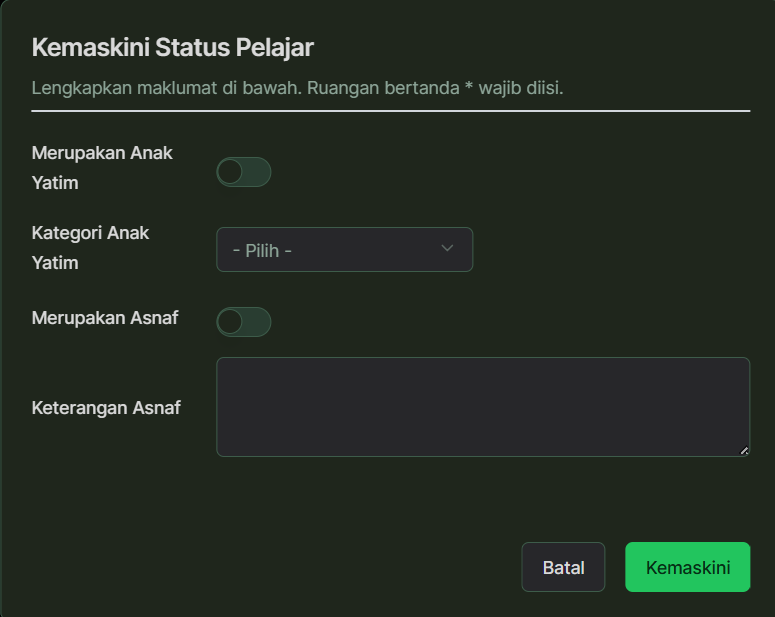 Kemaskini Status Pelajar
Lengkapkan maklumat di bawah. Ruangan bertanda * wajib diisi.
Merupakan Anak
Yatim
Kategori Anak
Yatim
- Pilih -
Merupakan Asnaf
Keterangan Asnaf
Batal
Kemaskini